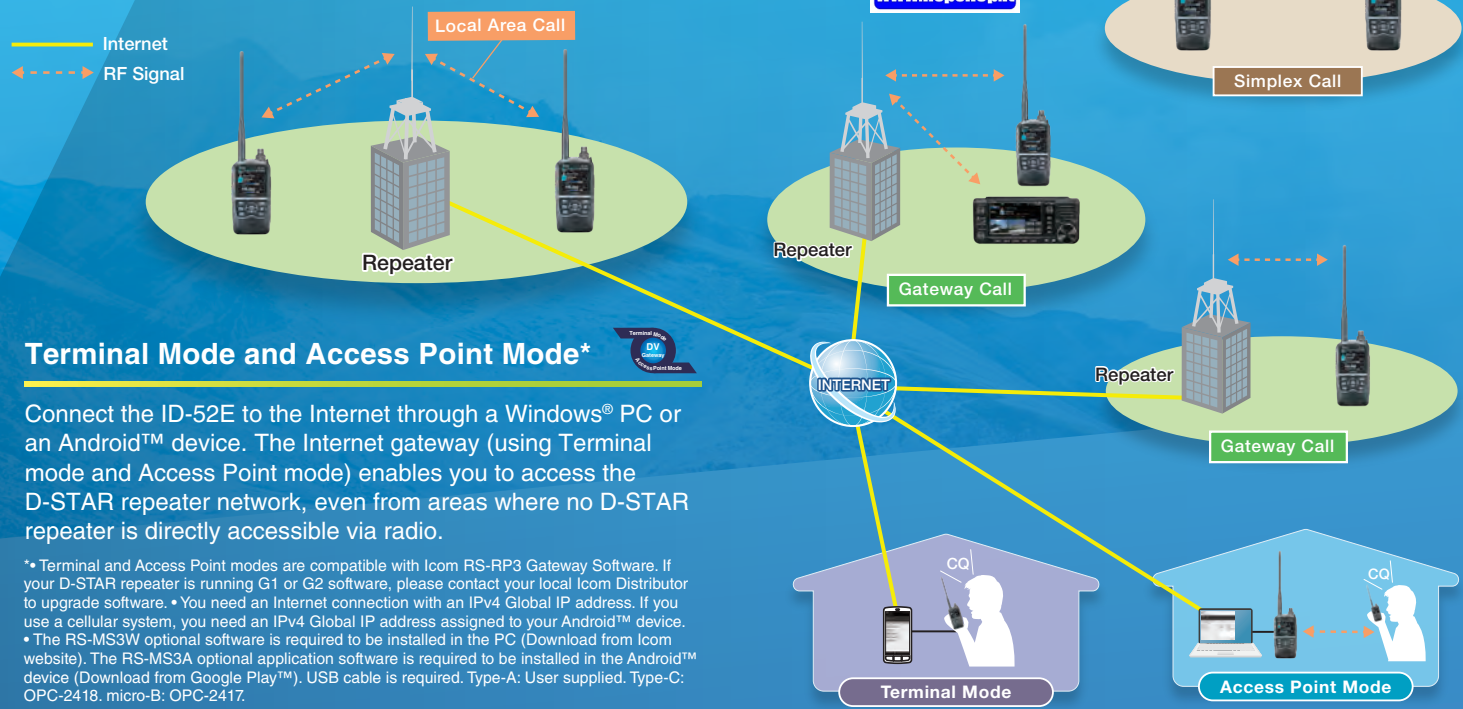 Internet
RF Signal
Local Area Call
Repeater
Repeater
Gateway Call
Simplex Call
Repeater
Gateway Call
INTERNET
Terminal Mode and Access Point Mode*
Terminal Mode
DV
Gateway
Access Point Mode
Connect the ID-52E to the Internet through a Windows® PC or
an Android™ device. The Internet gateway (using Terminal
mode and Access Point mode) enables you to access the
D-STAR repeater network, even from areas where no D-STAR
repeater is directly accessible via radio.
*• Terminal and Access Point modes are compatible with Icom RS-RP3 Gateway Software. If
your D-STAR repeater is running G1 or G2 software, please contact your local Icom Distributor
to upgrade software. • You need an Internet connection with an IPv4 Global IP address. If you
use a cellular system, you need an IPv4 Global IP address assigned to your Android™ device.
• The RS-MS3W optional software is required to be installed in the PC (Download from Icom
website). The RS-MS3A optional application software is required to be installed in the Android™
device (Download from Google Play™). USB cable is required. Type-A: User supplied. Type-C:
OPC-2418. micro-B: OPC-2417.
CQ
Terminal Mode
CQ
Access Point Mode